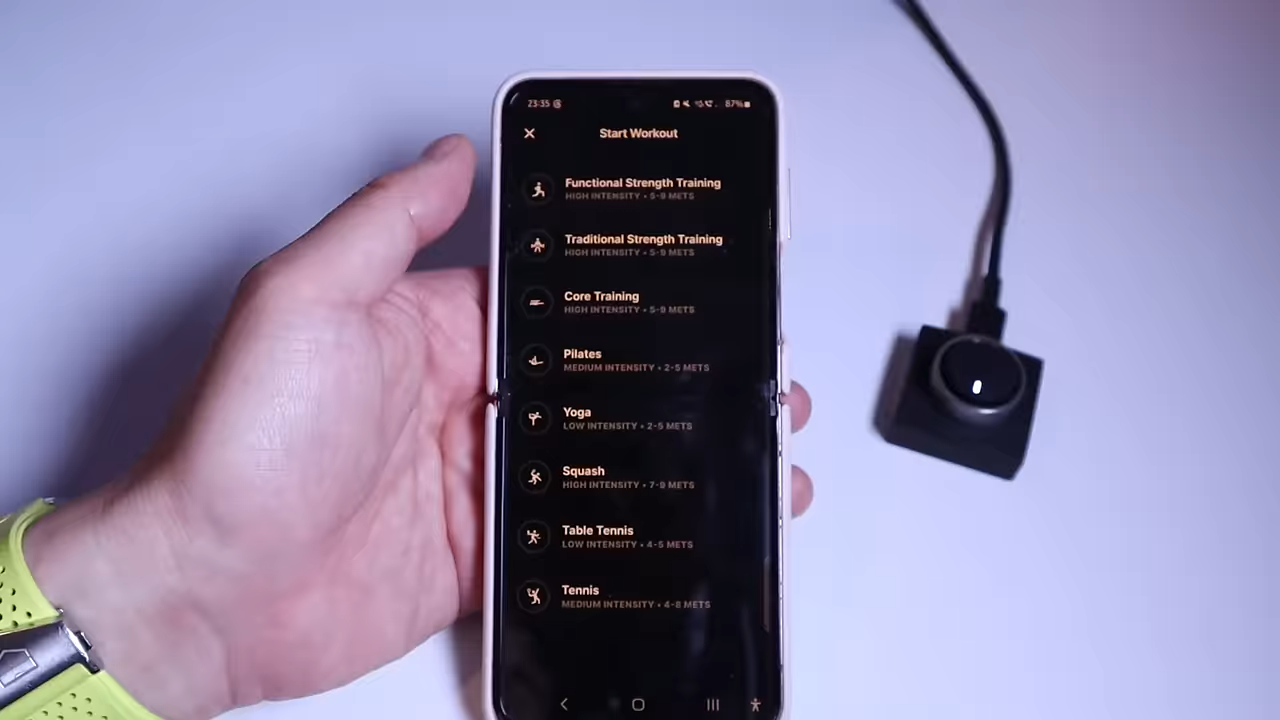 23:35 87%
Start Workout
Functional Strength Training
HIGH INTENSITY • 5-9 METS
Traditional Strength Training
HIGH INTENSITY • 5-9 METS
Core Training
HIGH INTENSITY • 5-9 METS
Pilates
MEDIUM INTENSITY • 2-5 METS
Yoga
LOW INTENSITY • 2-5 METS
Squash
HIGH INTENSITY • 7-9 METS
Table Tennis
LOW INTENSITY • 4-5 METS
Tennis
MEDIUM INTENSITY • 4-8 METS